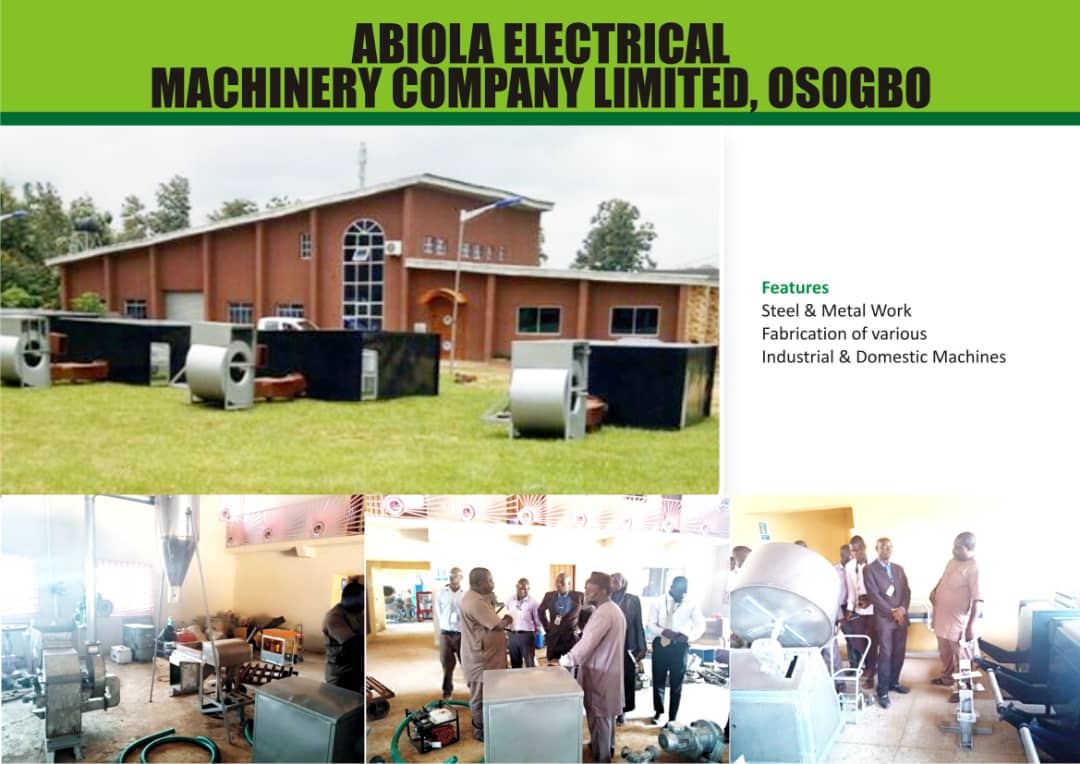 ABIOLA ELECTRICAL
MACHINERY COMPANY LIMITED, OSOGBO
Features
Steel & Metal Work
Fabrication of various
Industrial & Domestic Machines